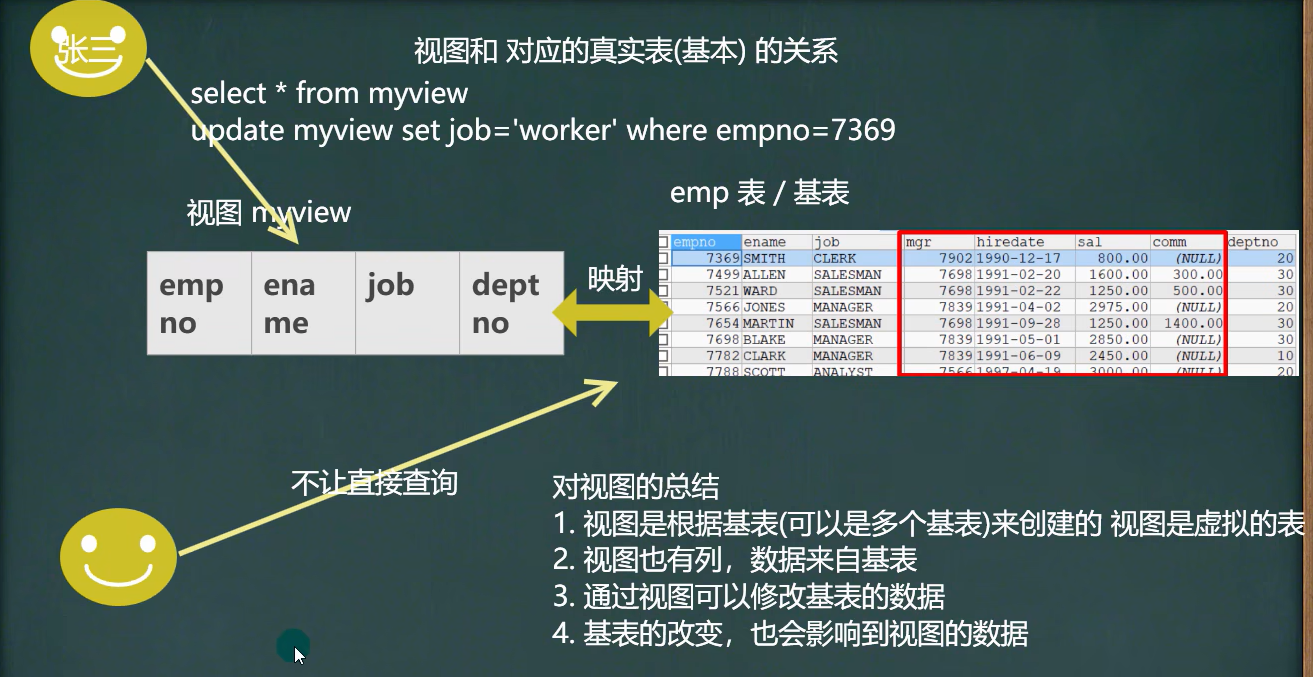 张三
视图和 对应的真实表(基本) 的关系
select * from myview
update myview set job='worker' where empno=7369
视图 myview
emp 表 / 基表
empno ename job deptno
映射
empno ename job mgr hiredate sal comm deptno
7369 SMITH CLERK 7902 1990-12-17 800.00 (NULL) 20
7499 ALLEN SALESMAN 7698 1991-02-20 1600.00 300.00 30
7521 WARD SALESMAN 7698 1991-02-22 1250.00 500.00 30
7566 JONES MANAGER 7839 1991-04-02 2975.00 (NULL) 20
7654 MARTIN SALESMAN 7698 1991-09-28 1250.00 1400.00 30
7698 BLAKE MANAGER 7839 1991-05-01 2850.00 (NULL) 30
7782 CLARK MANAGER 7839 1991-06-09 2450.00 (NULL) 10
7788 SCOTT ANALYST 7566 1997-04-19 3000.00 (NULL) 20
不让直接查询
对视图的总结
1. 视图是根据基表(可以是多个基表)来创建的 视图是虚拟的表
2. 视图也有列，数据来自基表
3. 通过视图可以修改基表的数据
4. 基表的改变，也会影响到视图的数据